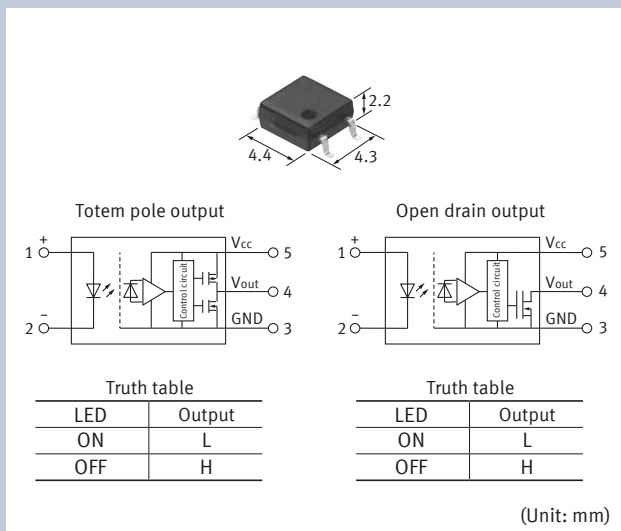 2.2
4.4
4.3
Totem pole output
1
+
2
−
Control circuit
Vcc
5
Vout
4
GND
3
Open drain output
1
+
2
−
Control circuit
Vcc
5
Vout
4
GND
3
Truth table
LED Output
ON L
OFF H
Truth table
LED Output
ON L
OFF H
(Unit: mm)